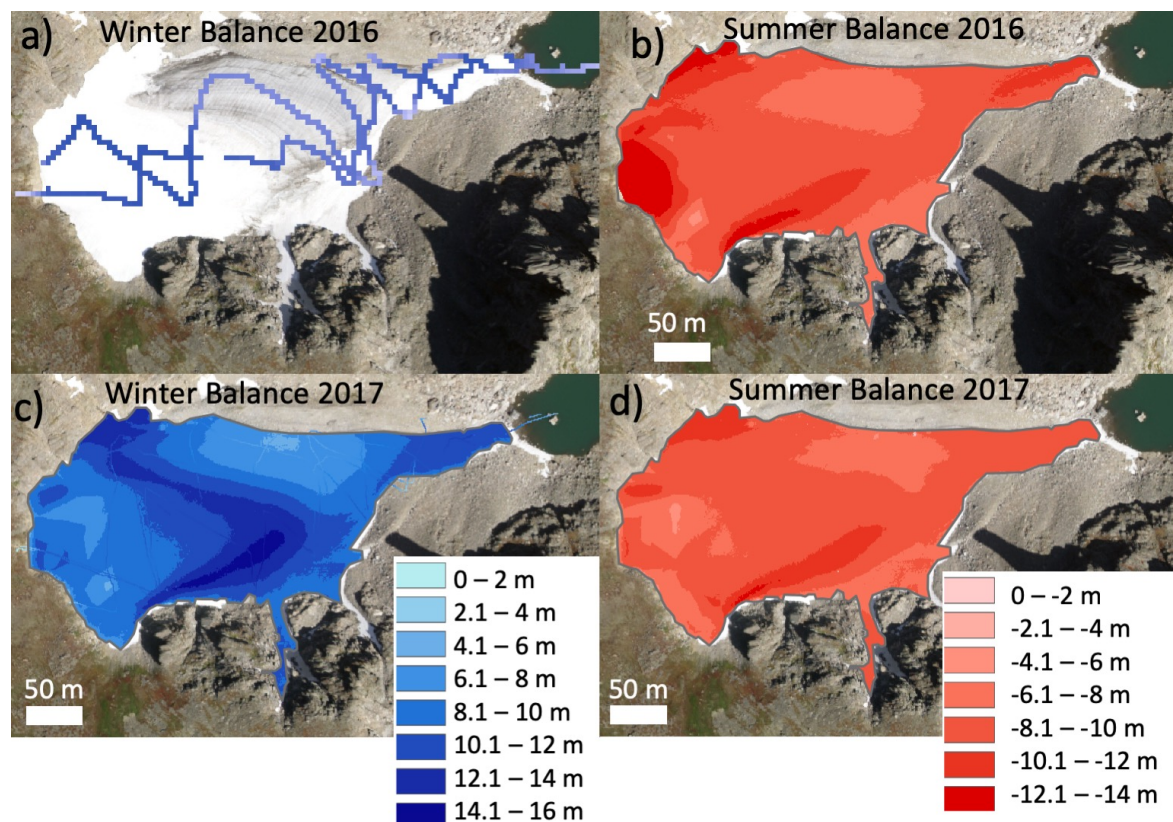 a) Winter Balance 2016
b) Summer Balance 2016
50 m
c) Winter Balance 2017
d) Summer Balance 2017
50 m
0 – 2 m
2.1 – 4 m
4.1 – 6 m
6.1 – 8 m
8.1 – 10 m
10.1 – 12 m
12.1 – 14 m
14.1 – 16 m
50 m
0 – -2 m
-2.1 – -4 m
-4.1 – -6 m
-6.1 – -8 m
-8.1 – -10 m
-10.1 – -12 m
-12.1 – -14 m